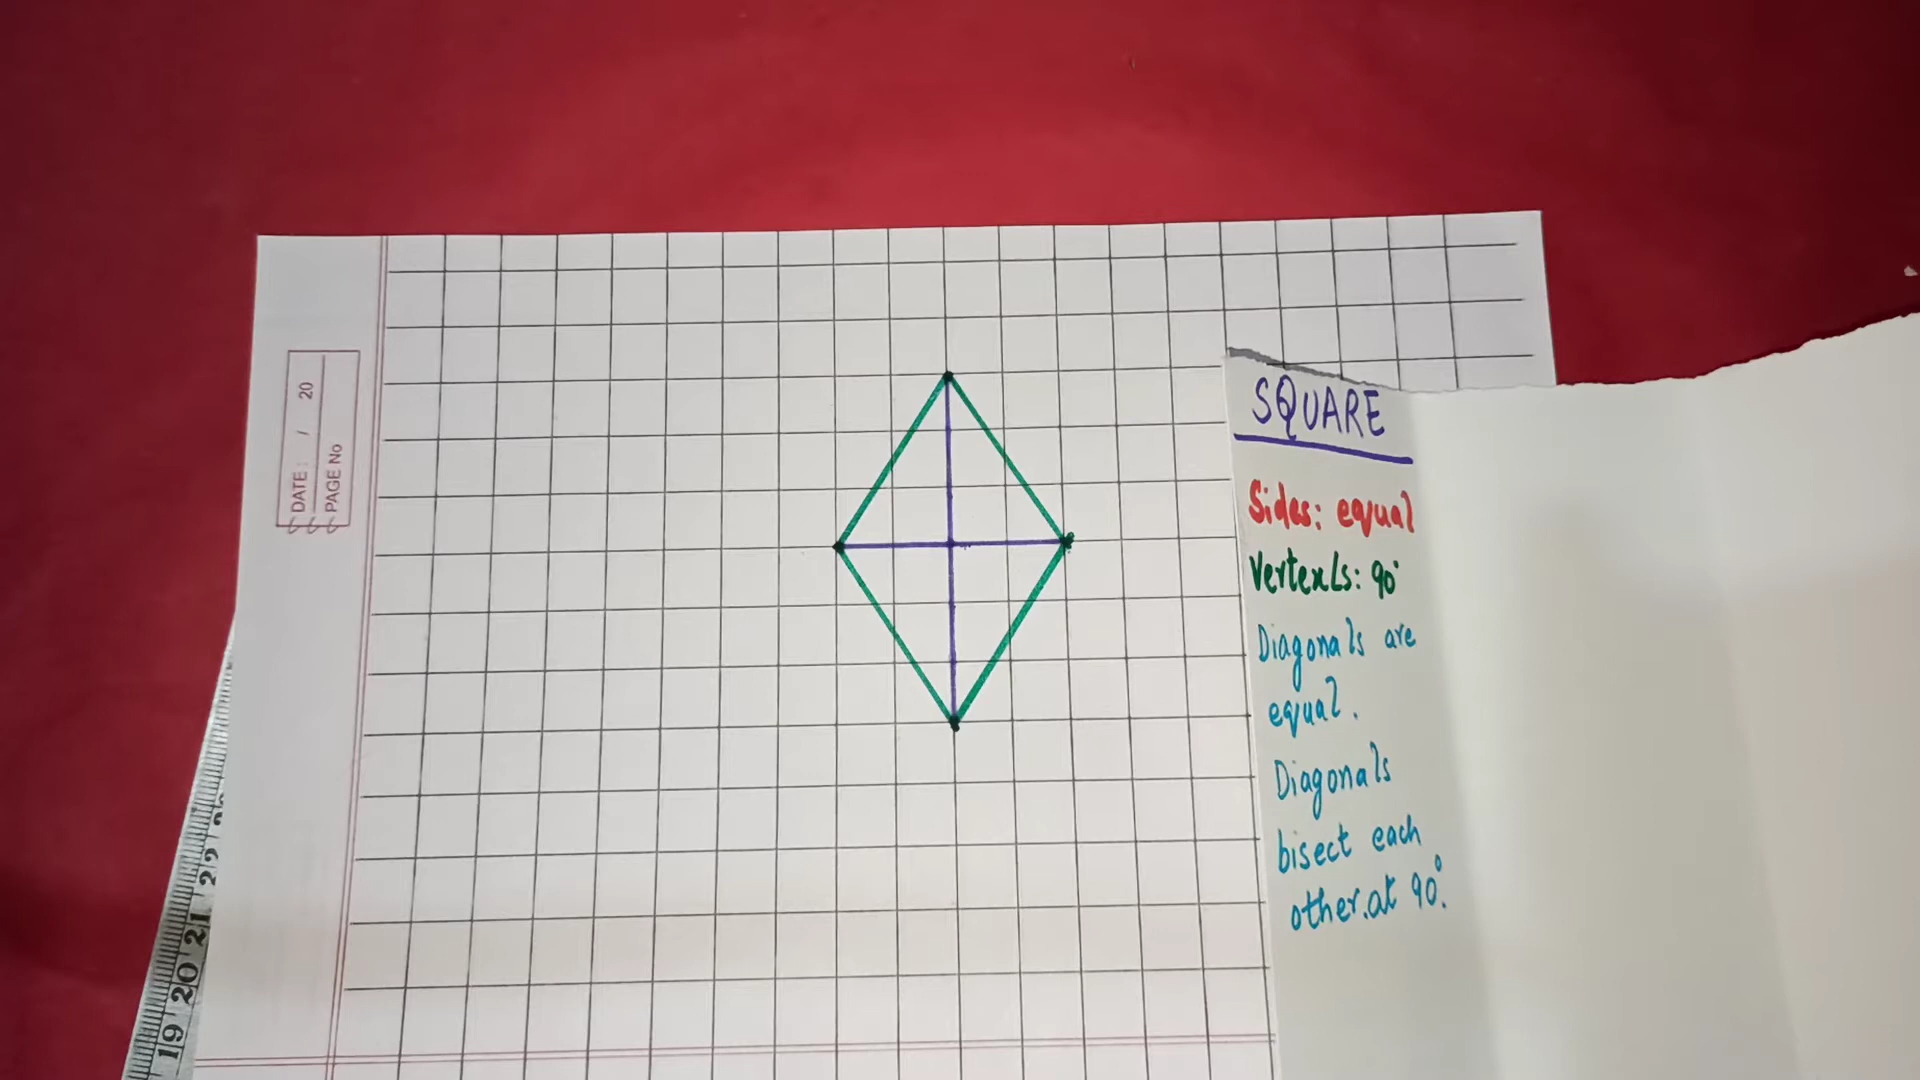 DATE : / 20
PAGE No
SQUARE
Sides: equal
Vertex∠s: 90°
Diagonals are
equal.
Diagonals
bisect each
other.at 90°.
19 20 21 22